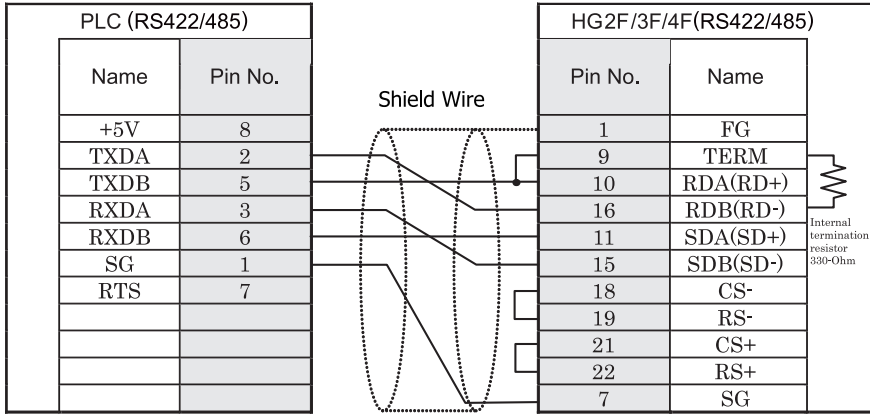 PLC (RS422/485)
HG2F/3F/4F(RS422/485)
Name Pin No.
Pin No. Name
Shield Wire
+5V 8
1 FG
TXDA 2
9 TERM
TXDB 5
10 RDA(RD+)
RXDA 3
16 RDB(RD-)
RXDB 6
11 SDA(SD+)
SG 1
15 SDB(SD-)
RTS 7
18 CS-
19 RS-
21 CS+
22 RS+
7 SG
Internal
termination
resistor
330-Ohm